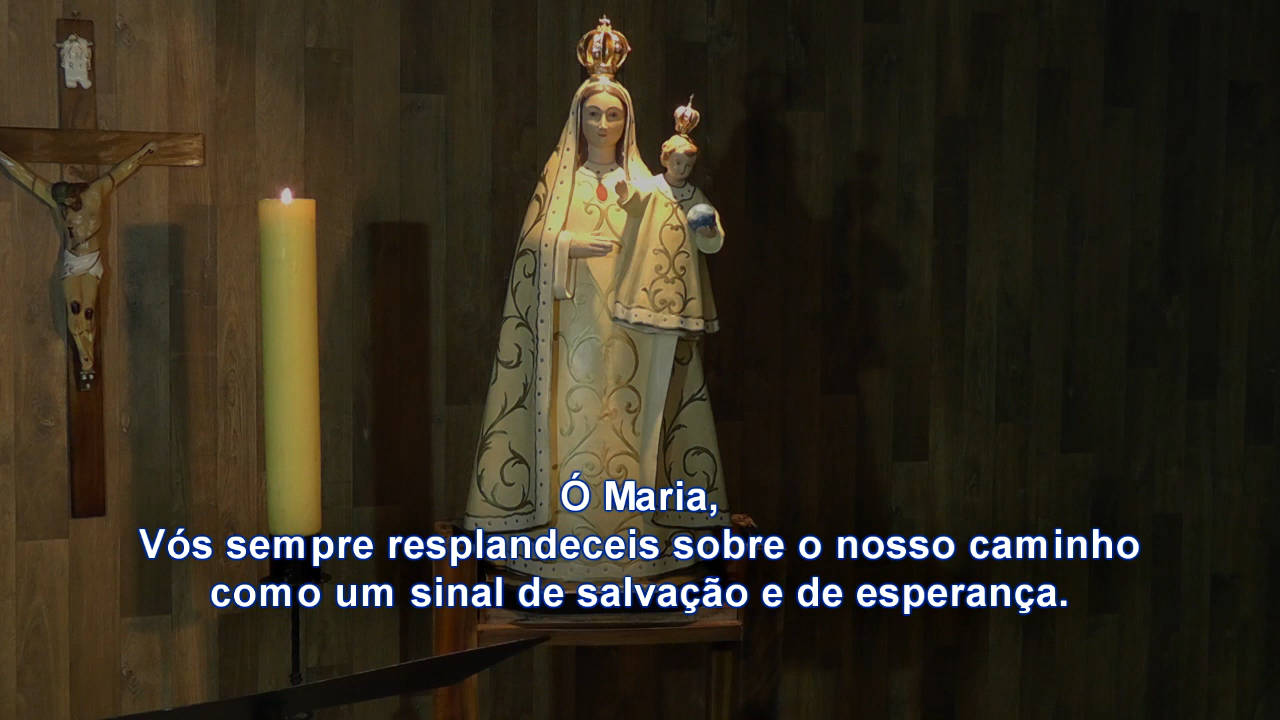 Ó Maria,
Vós sempre resplandeceis sobre o nosso caminho
como um sinal de salvação e de esperança.